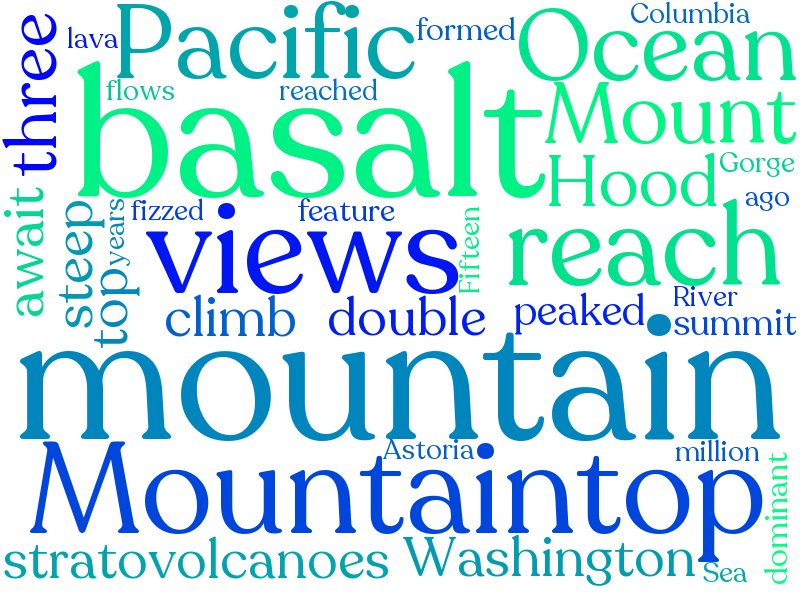 three
lava
Pacific
formed
Columbia
Ocean
flows
reached
basalt
Mount
Hood
Gorge
ago
await
steep
years
fizzed
feature
Fifteen
views
reach
top
climb
double
peaked
River
summit
mountain
Astoria
million
Mountaintop
dominant
stratovolcanoes
Washington
Sea